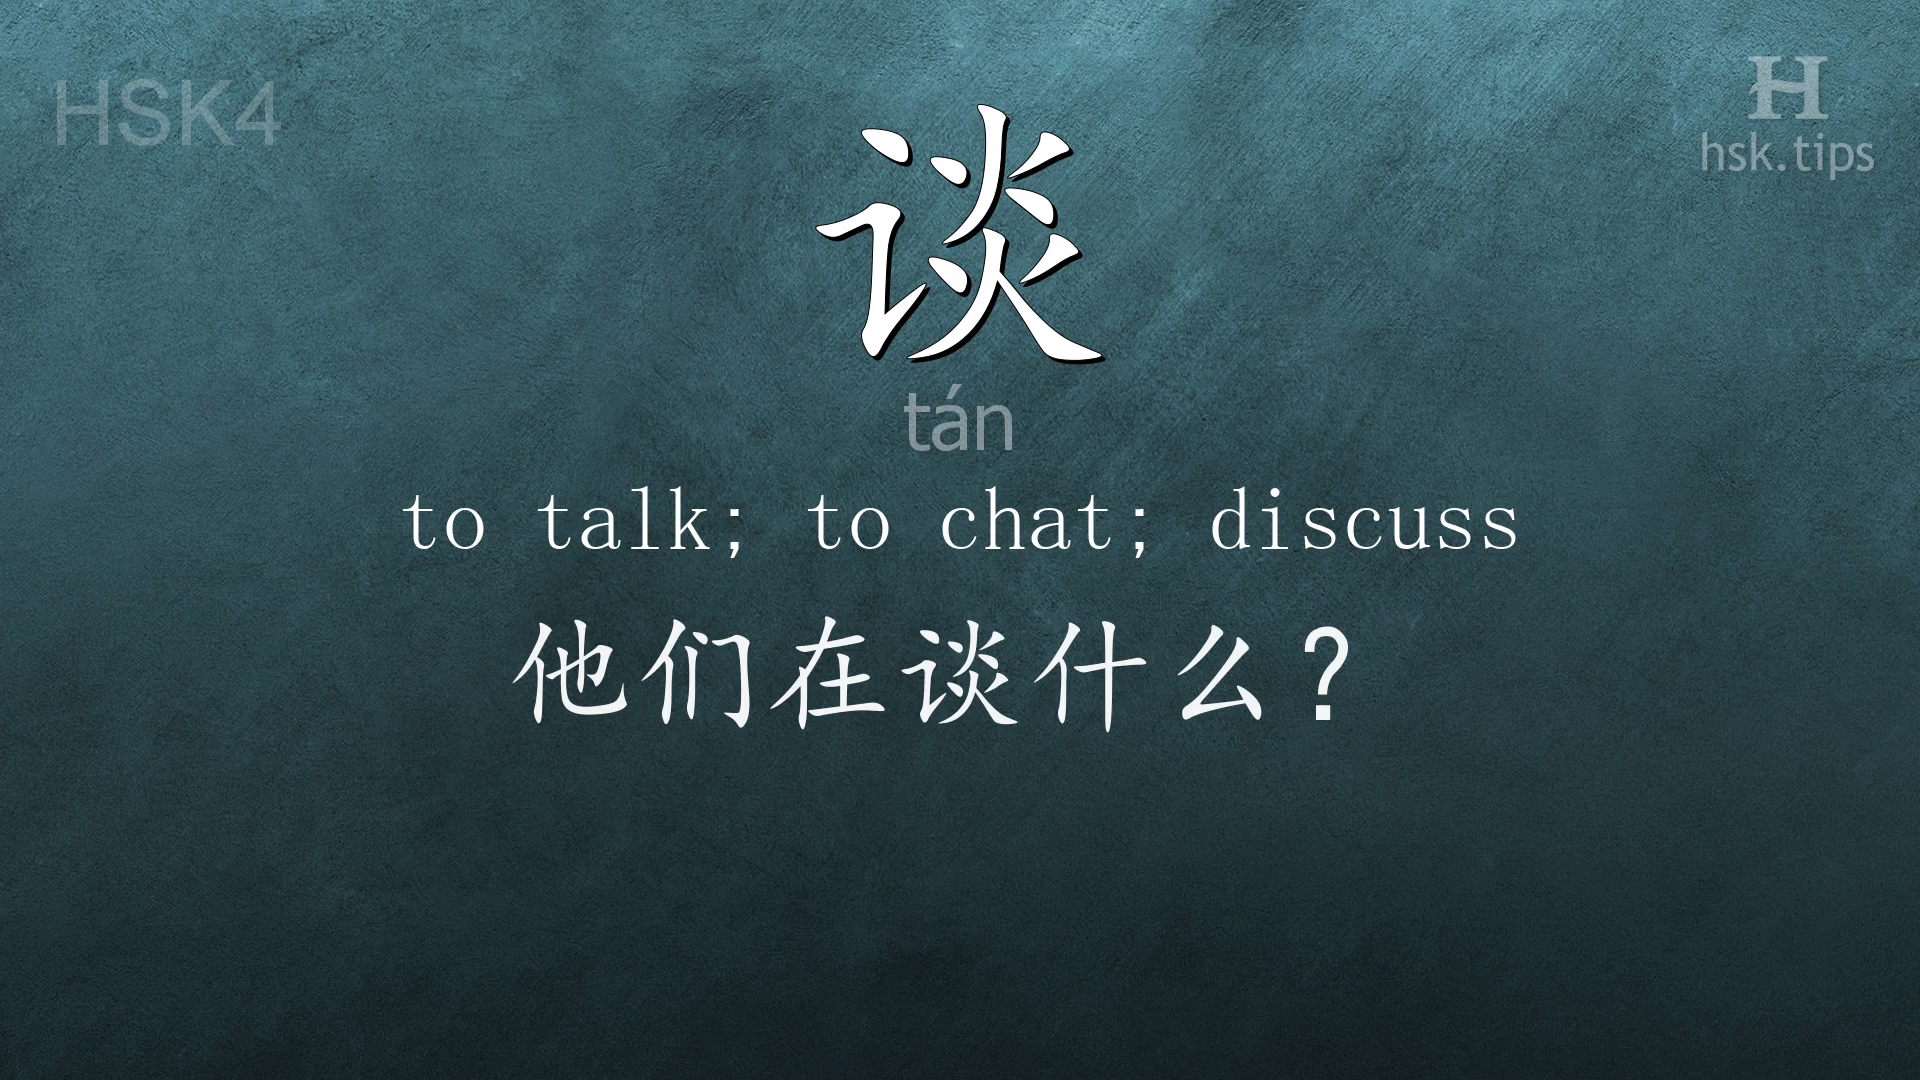 HSK4
H
hsk.tips
谈
tán
to talk; to chat; discuss
他们在谈什么?